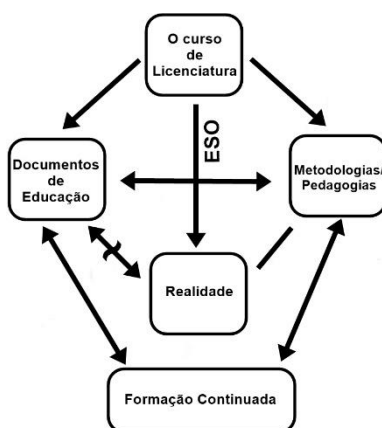 O curso
de
Licenciatura
ESO
Documentos
de
Educação
Metodologias/
Pedagogias
Realidade
Formação Continuada